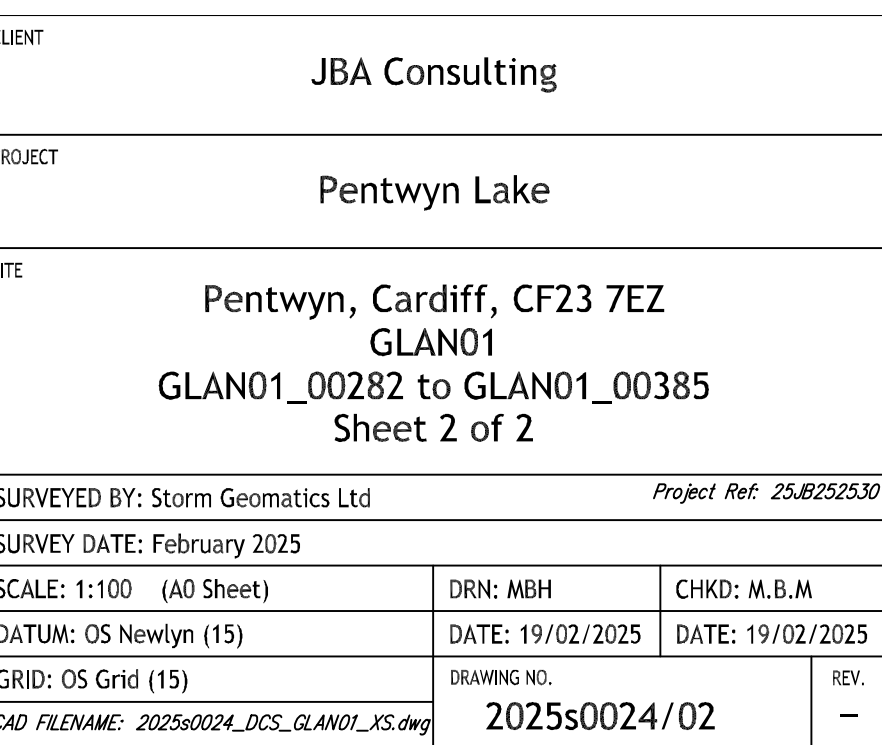 LIENT
JBA Consulting
ROJECT
Pentwyn Lake
ITE
Pentwyn, Cardiff, CF23 7EZ
GLAN01
GLAN01_00282 to GLAN01_00385
Sheet 2 of 2
SURVEYED BY: Storm Geomatics Ltd Project Ref: 25JB252530
SURVEY DATE: February 2025
SCALE: 1:100 (A0 Sheet) DRN: MBH CHKD: M.B.M
DATUM: OS Newlyn (15) DATE: 19/02/2025 DATE: 19/02/2025
GRID: OS Grid (15) DRAWING NO. REV.
CAD FILENAME: 2025s0024_DCS_GLAN01_XS.dwg 2025s0024/02 –